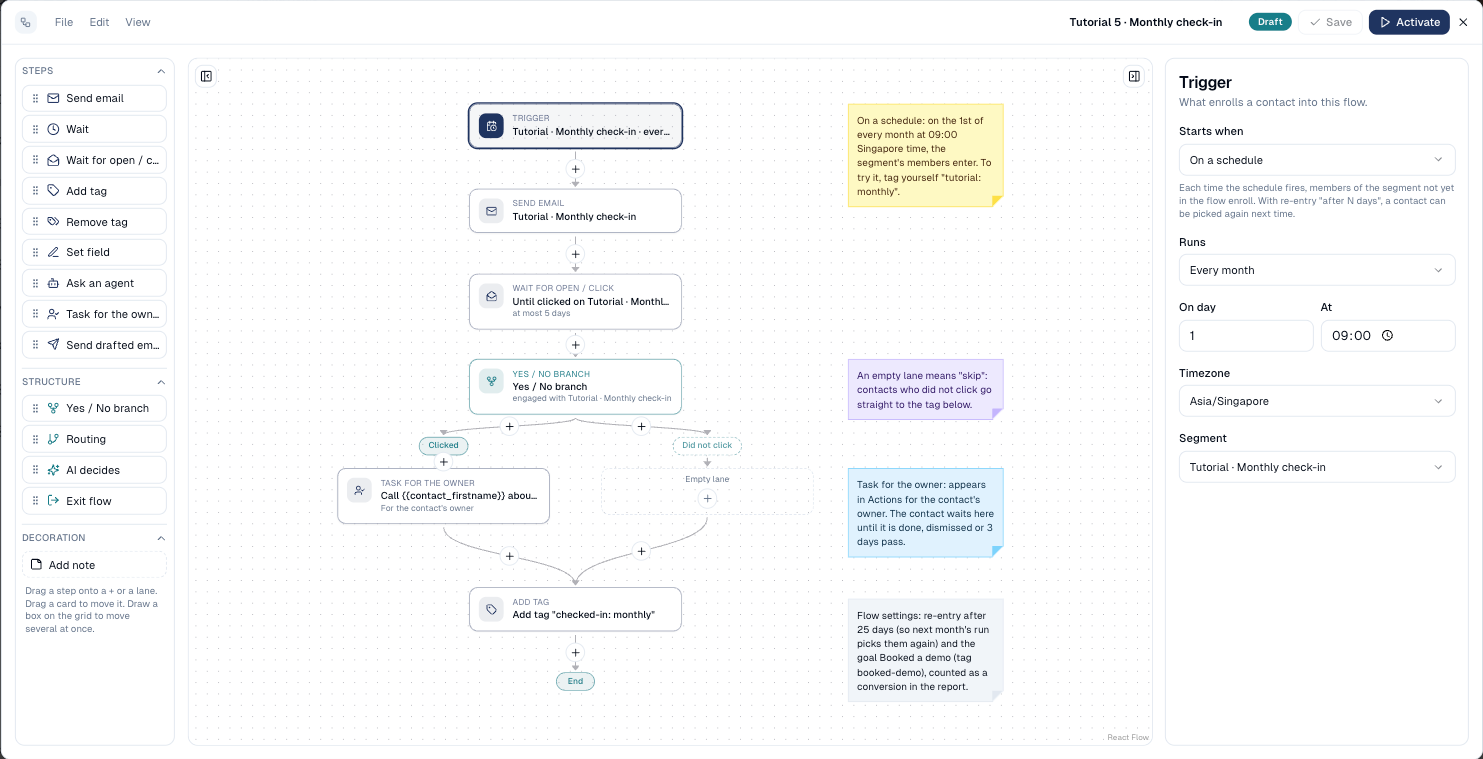 File Edit View
Tutorial 5 · Monthly check-in
Draft
Save
Activate
STEPS
Send email
Wait
Wait for open / c...
Add tag
Remove tag
Set field
Ask an agent
Task for the own...
Send drafted em...
STRUCTURE
Yes / No branch
Routing
AI decides
Exit flow
DECORATION
Add note
Drag a step onto a + or a lane.
Drag a card to move it. Draw a
box on the grid to move
several at once.
TRIGGER
Tutorial · Monthly check-in · ever...
SEND EMAIL
Tutorial · Monthly check-in
WAIT FOR OPEN / CLICK
Until clicked on Tutorial · Monthl...
at most 5 days
YES / NO BRANCH
Yes / No branch
engaged with Tutorial · Monthly check-in
Clicked
Did not click
TASK FOR THE OWNER
Call {{contact_firstname}} abou...
For the contact's owner
Empty lane
ADD TAG
Add tag "checked-in: monthly"
End
On a schedule: on the 1st of
every month at 09:00
Singapore time, the
segment's members enter. To
try it, tag yourself "tutorial:
monthly".
An empty lane means "skip":
contacts who did not click go
straight to the tag below.
Task for the owner: appears
in Actions for the contact's
owner. The contact waits here
until it is done, dismissed or 3
days pass.
Flow settings: re-entry after
25 days (so next month's run
picks them again) and the
goal Booked a demo (tag
booked-demo), counted as a
conversion in the report.
React Flow
Trigger
What enrolls a contact into this flow.
Starts when
On a schedule
Each time the schedule fires, members of the segment not yet
in the flow enroll. With re-entry "after N days", a contact can
be picked again next time.
Runs
Every month
On day At
1 09:00
Timezone
Asia/Singapore
Segment
Tutorial · Monthly check-in